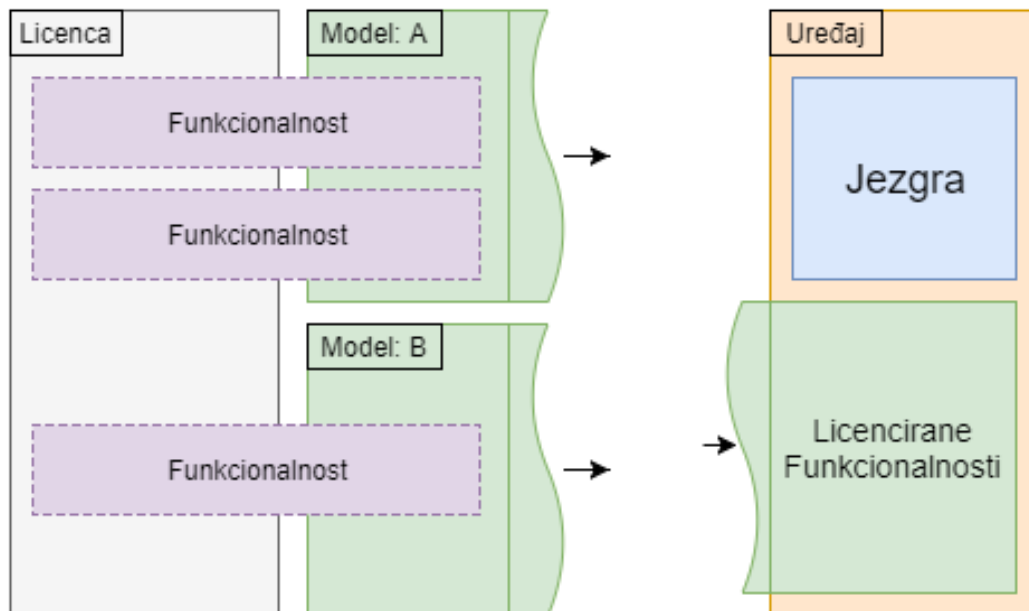 Licenca
Model: A
Uređaj
Funkcionalnost
Jezgra
Funkcionalnost
Model: B
Licencirane
Funkcionalnosti
Funkcionalnost